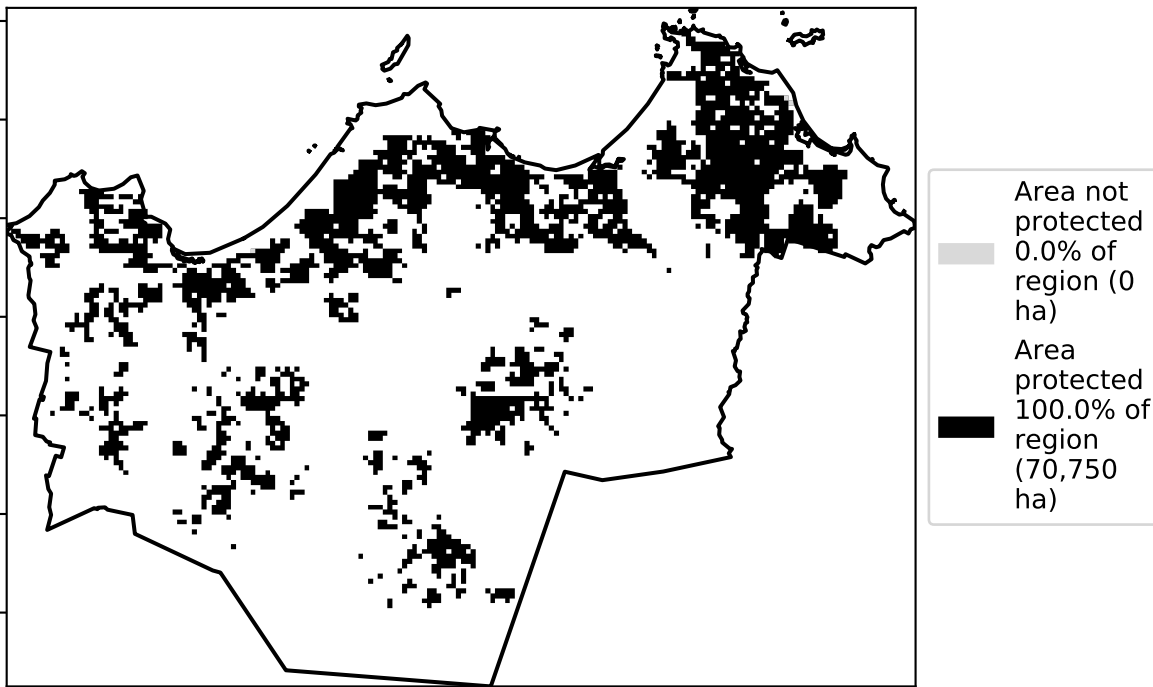 Area not
protected
0.0% of
region (0
ha)
Area
protected
100.0% of
region
(70,750
ha)